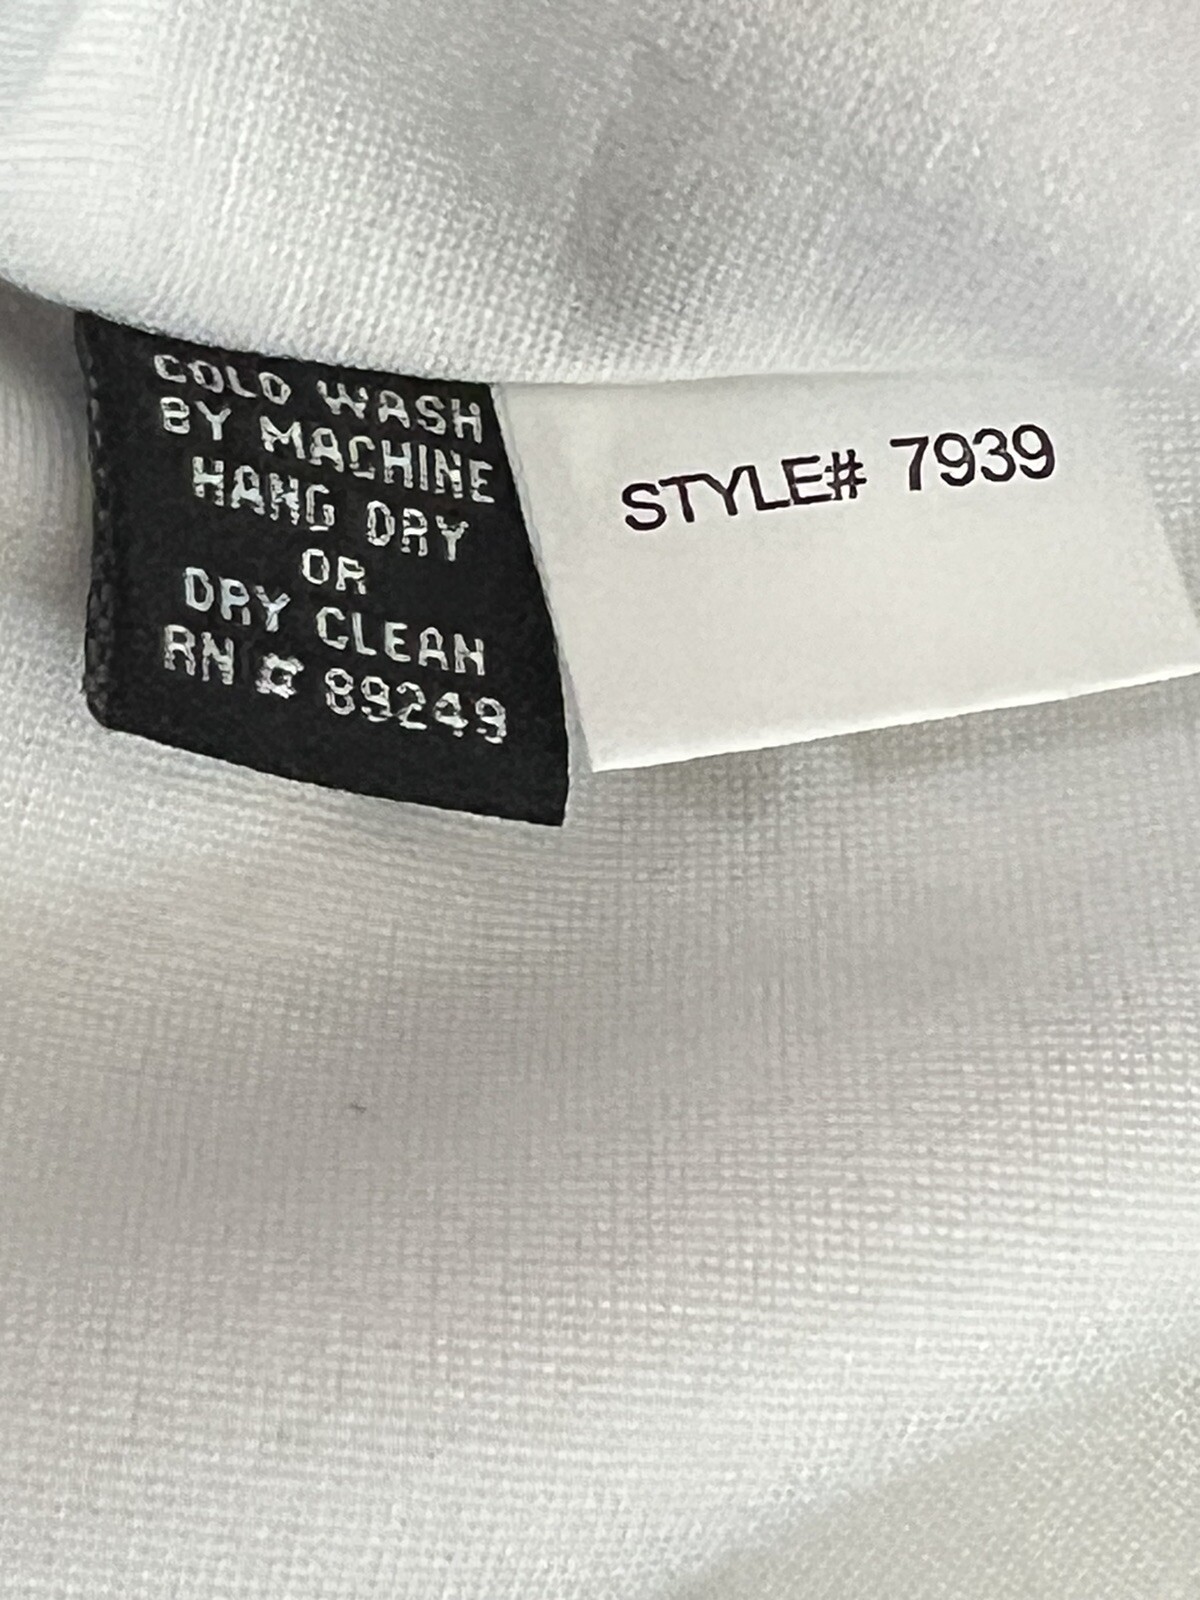 COLD WASH
BY MACHINE
HANG DRY
OR
DRY CLEAN
RN # 89249
STYLE# 7939